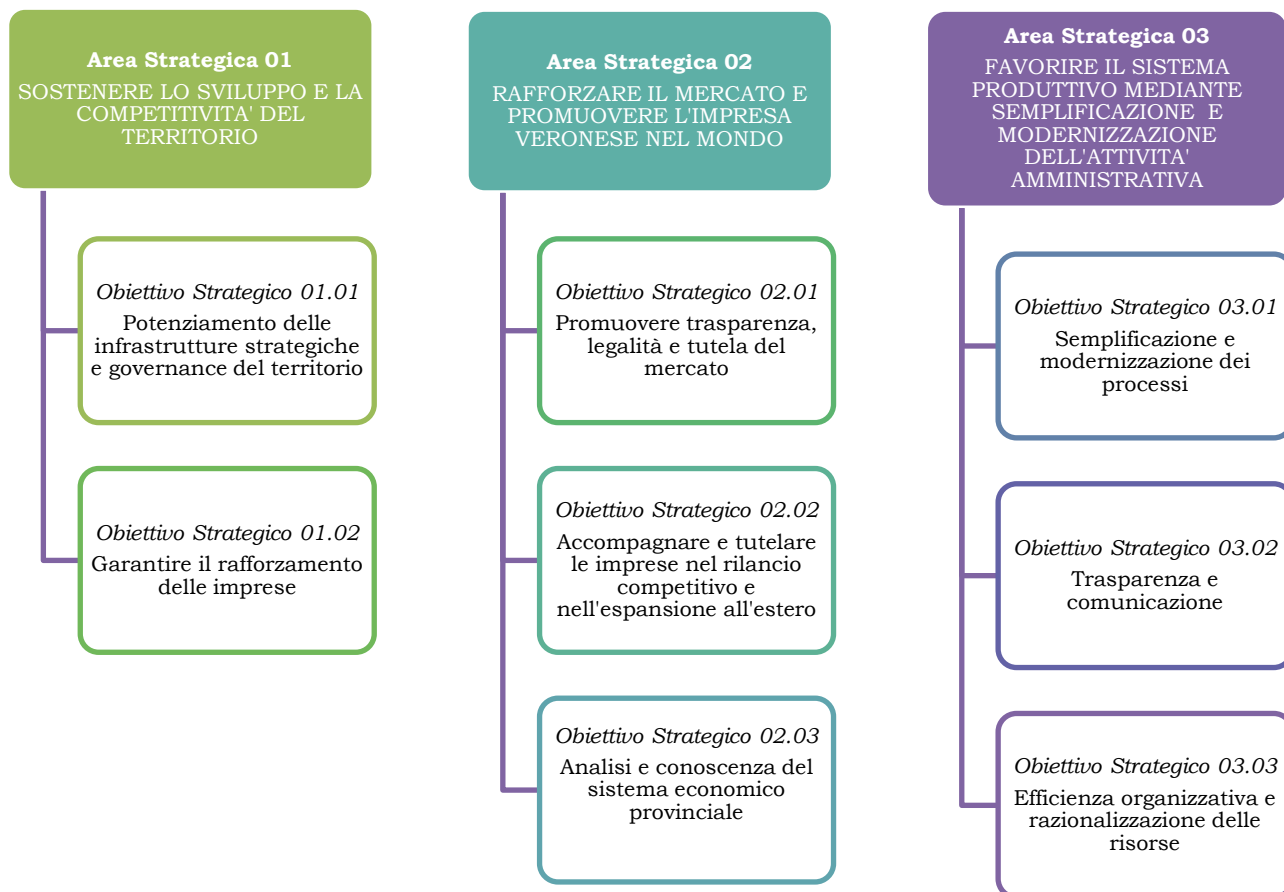 Area Strategica 01
SOSTENERE LO SVILUPPO E LA
COMPETITIVITA' DEL
TERRITORIO
Obiettivo Strategico 01.01
Potenziamento delle
infrastrutture strategiche
e governance del territorio
Obiettivo Strategico 01.02
Garantire il rafforzamento
delle imprese
Area Strategica 02
RAFFORZARE IL MERCATO E
PROMUOVERE L'IMPRESA
VERONESE NEL MONDO
Obiettivo Strategico 02.01
Promuovere trasparenza,
legalità e tutela del
mercato
Obiettivo Strategico 02.02
Accompagnare e tutelare
le imprese nel rilancio
competitivo e
nell'espansione all'estero
Obiettivo Strategico 02.03
Analisi e conoscenza del
sistema economico
provinciale
Area Strategica 03
FAVORIRE IL SISTEMA
PRODUTTIVO MEDIANTE
SEMPLIFICAZIONE E
MODERNIZZAZIONE
DELL'ATTIVITA'
AMMINISTRATIVA
Obiettivo Strategico 03.01
Semplificazione e
modernizzazione dei
processi
Obiettivo Strategico 03.02
Trasparenza e
comunicazione
Obiettivo Strategico 03.03
Efficienza organizzativa e
razionalizzazione delle
risorse